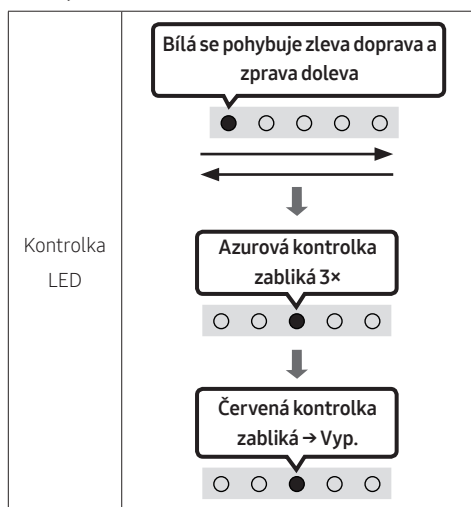 Bílá se pohybuje zleva doprava a
zprava doleva
Kontrolka
LED
Azurová kontrolka
zabliká 3×
Červená kontrolka
zabliká → Vyp.